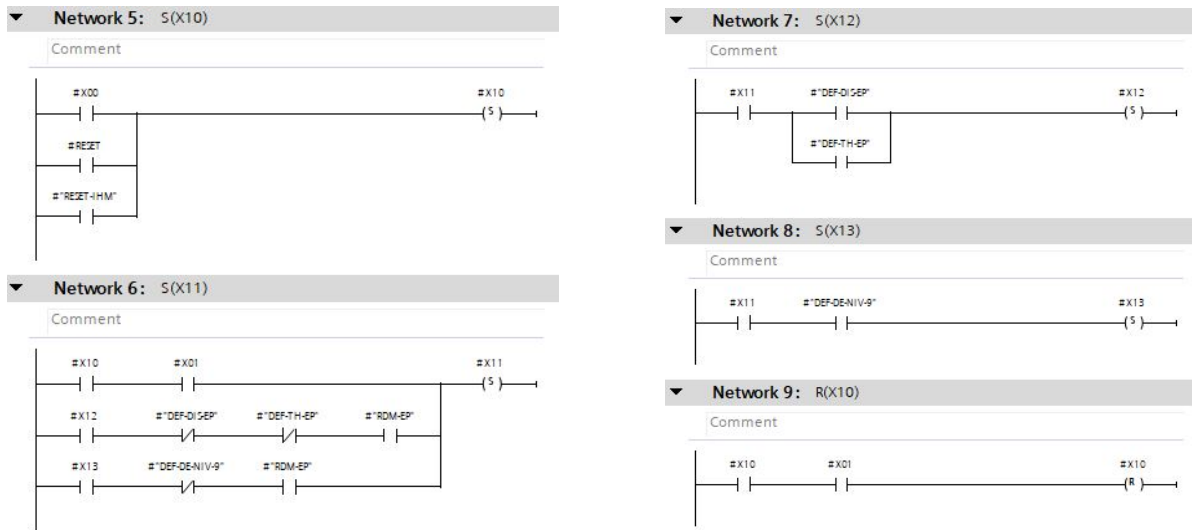 Network 5: S(X10)
Comment
#X00 #X10
( S )
#RESET
#"RESET-IHM"
Network 6: S(X11)
Comment
#X10 #X01 #X11
( S )
#X12 #"DEF-DIS-EP" #"DEF-TH-EP" #"RDM-EP"
#X13 #"DEF-DE-NIV-9" #"RDM-EP"
Network 7: S(X12)
Comment
#X11 #"DEF-DIS-EP" #X12
( S )
#"DEF-TH-EP"
Network 8: S(X13)
Comment
#X11 #"DEF-DE-NIV-9" #X13
( S )
Network 9: R(X10)
Comment
#X10 #X01 #X10
( R )